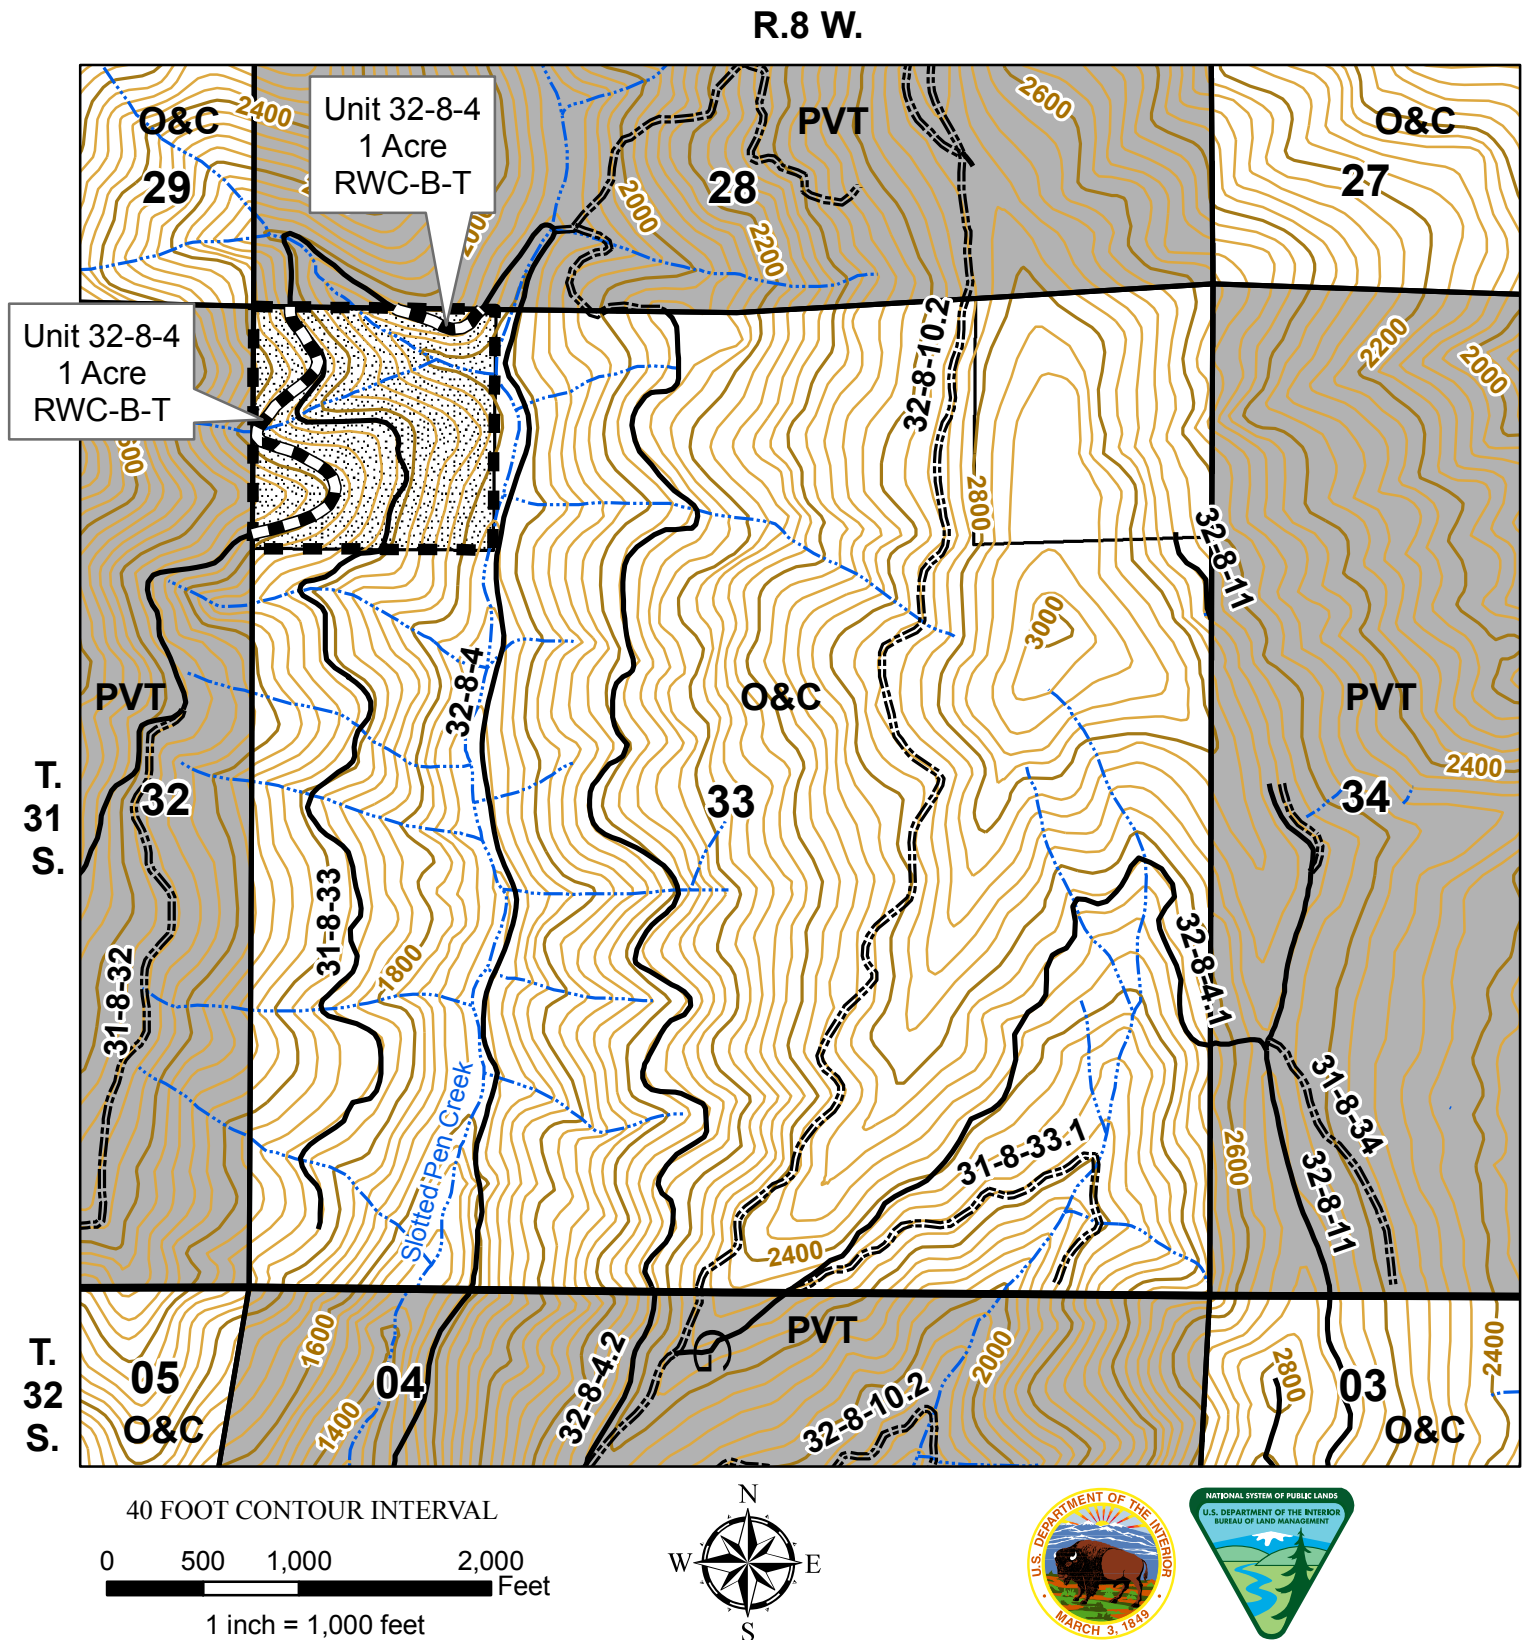 R.8 W.
O&C
2400
29
Unit 32-8-4
1 Acre
RWC-B-T
PVT
28
2000
2000
2200
2600
O&C
27
Unit 32-8-4
1 Acre
RWC-B-T
32-8-10.2
2800
2200
2000
32-8-11
3000
PVT
32-8-4
O&C
PVT
T.
31
S.
32
33
34
2400
31-8-33
31-8-32
1800
32-8-4.1
Slotted Pen Creek
31-8-33.1
31-8-34
32-8-11
2600
2400
T.
32
S.
05
O&C
1600
1400
04
32-8-4.2
PVT
32-8-10.2
2000
2800
03
O&C
2400
40 FOOT CONTOUR INTERVAL
0 500 1,000 2,000
Feet
1 inch = 1,000 feet
N
W E
S
U.S. DEPARTMENT OF THE INTERIOR
MARCH 3, 1849
NATIONAL SYSTEM OF PUBLIC LANDS
U.S. DEPARTMENT OF THE INTERIOR
BUREAU OF LAND MANAGEMENT